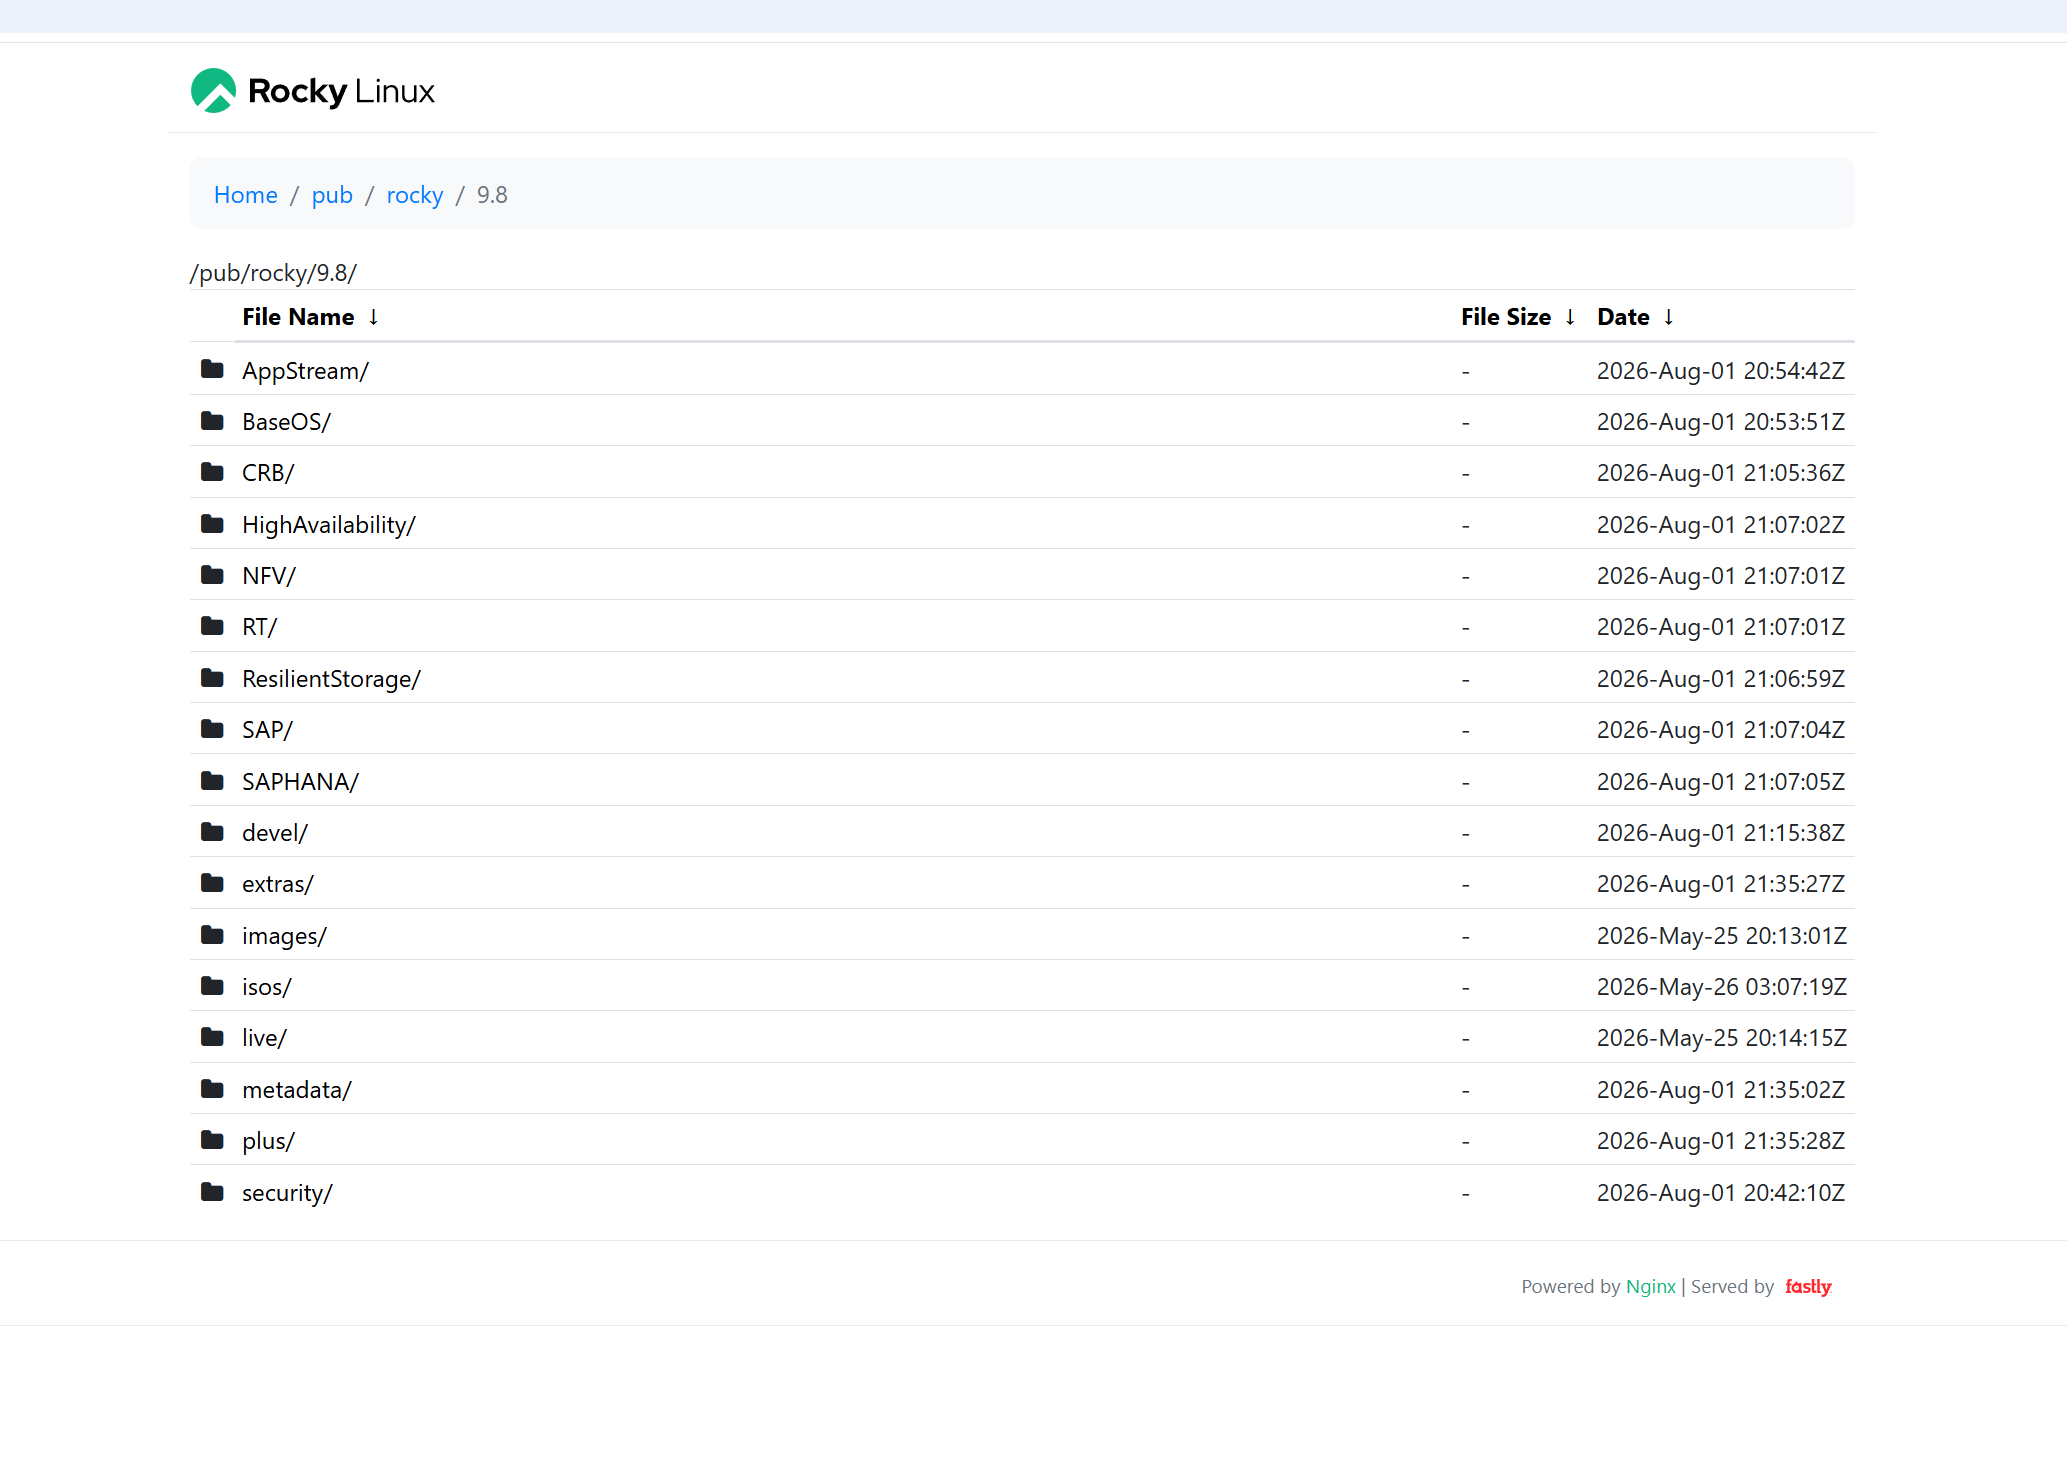 Rocky Linux
Home / pub / rocky / 9.8
/pub/rocky/9.8/
File Name ↓ File Size ↓ Date ↓
AppStream/ - 2026-Aug-01 20:54:42Z
BaseOS/ - 2026-Aug-01 20:53:51Z
CRB/ - 2026-Aug-01 21:05:36Z
HighAvailability/ - 2026-Aug-01 21:07:02Z
NFV/ - 2026-Aug-01 21:07:01Z
RT/ - 2026-Aug-01 21:07:01Z
ResilientStorage/ - 2026-Aug-01 21:06:59Z
SAP/ - 2026-Aug-01 21:07:04Z
SAPHANA/ - 2026-Aug-01 21:07:05Z
devel/ - 2026-Aug-01 21:15:38Z
extras/ - 2026-Aug-01 21:35:27Z
images/ - 2026-May-25 20:13:01Z
isos/ - 2026-May-26 03:07:19Z
live/ - 2026-May-25 20:14:15Z
metadata/ - 2026-Aug-01 21:35:02Z
plus/ - 2026-Aug-01 21:35:28Z
security/ - 2026-Aug-01 20:42:10Z
Powered by Nginx | Served by fastly